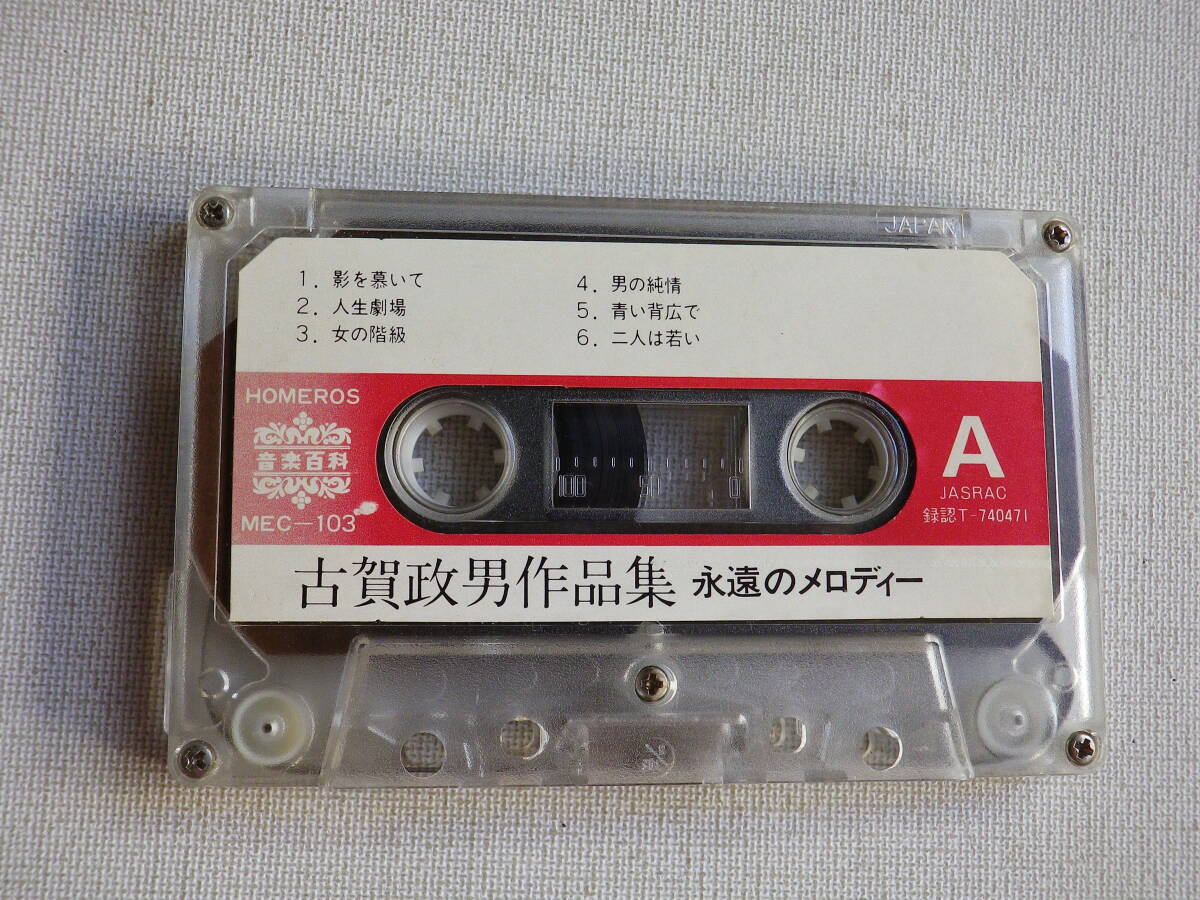 JAPAN
1. 影を慕いて
2. 人生劇場
3. 女の階級
4. 男の純情
5. 青い背広で
6. 二人は若い
HOMEROS
音楽百科
MEC-103
100 50 0
A
JASRAC
録認T-740471
古賀政男作品集 永遠のメロディー